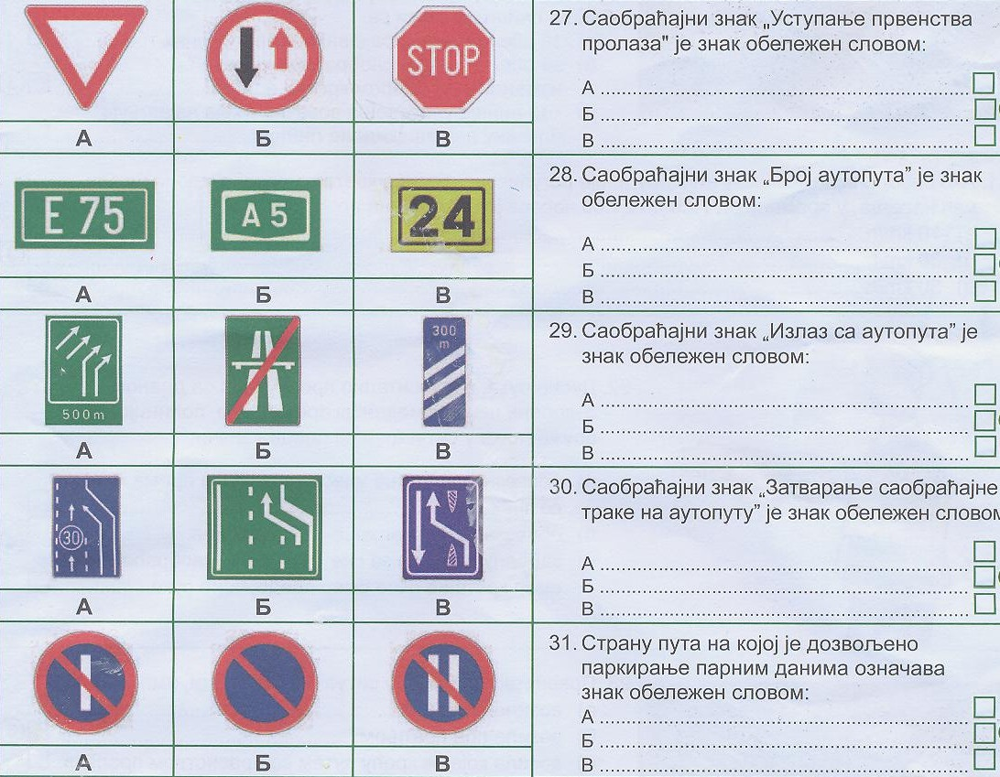 STOP
А Б В
27. Саобраћајни знак „Уступање првенства
пролаза" је знак обележен словом:
А
Б
В
E 75
A 5
24
А Б В
28. Саобраћајни знак „Број аутопута” је знак
обележен словом:
А
Б
В
500m
300
m
А Б В
29. Саобраћајни знак „Излаз са аутопута” је
знак обележен словом:
А
Б
В
30
А Б В
30. Саобраћајни знак „Затварање саобраћајне
траке на аутопуту” је знак обележен словом
А
Б
В
А Б В
31. Страну пута на којој је дозвољено
паркирање парним данима означава
знак обележен словом:
А
Б
В